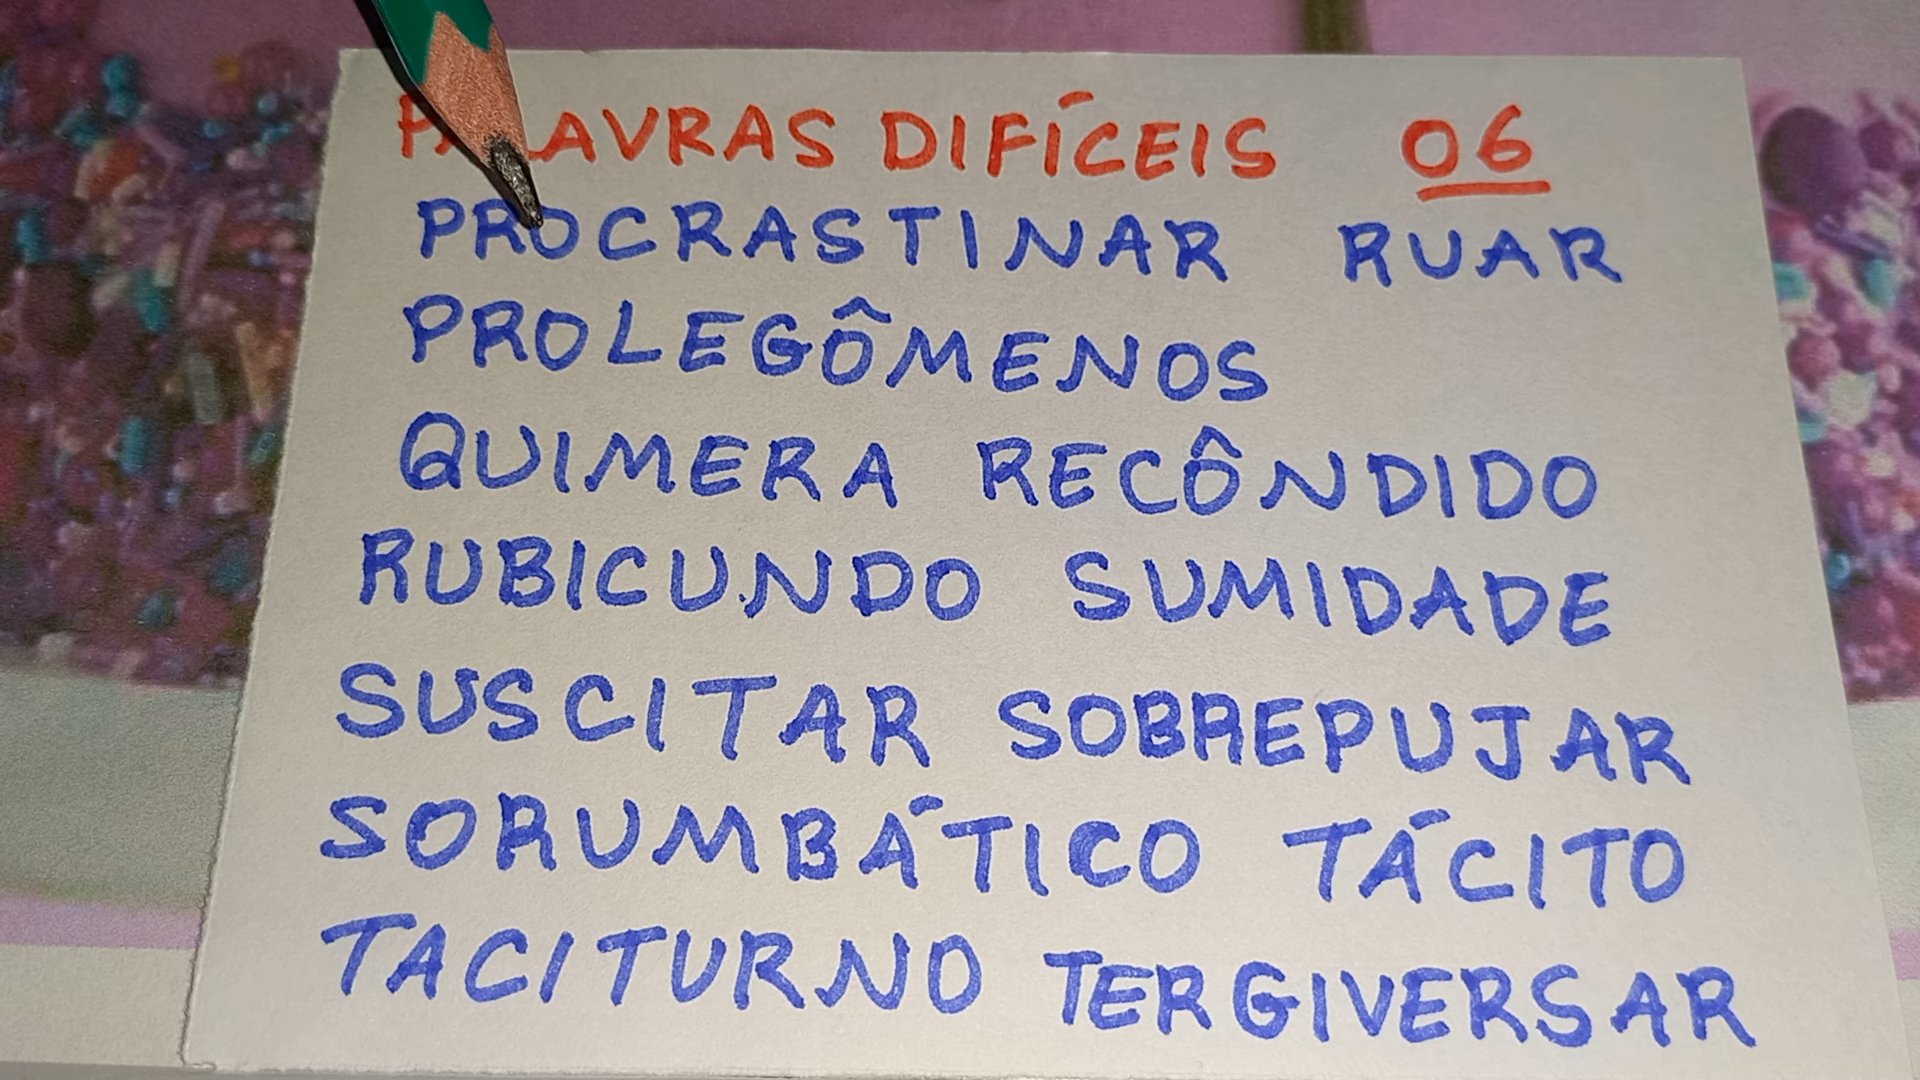 PALAVRAS DIFÍCEIS 06
PROCRASTINAR RUAR
PROLEGÔMENOS
QUIMERA RECÔNDIDO
RUBICUNDO SUMIDADE
SUSCITAR SOBREPUJAR
SORUMBÁTICO TÁCITO
TACITURNO TERGIVERSAR